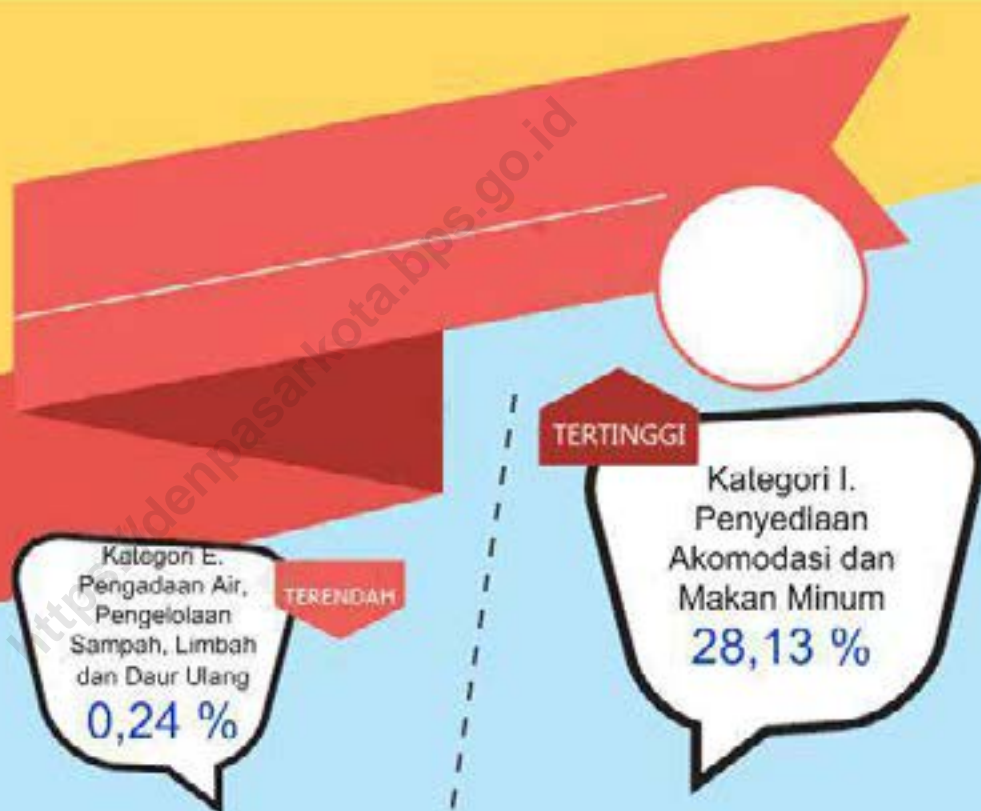 https://denpasarkota.bps.go.id
TERTINGGI
Kategori I.
Penyediaan
Akomodasi dan
Makan Minum
28,13 %
Kategori E.
Pengadaan Air,
Pengelolaan
Sampah, Limbah
dan Daur Ulang
0,24 %
TERENDAH